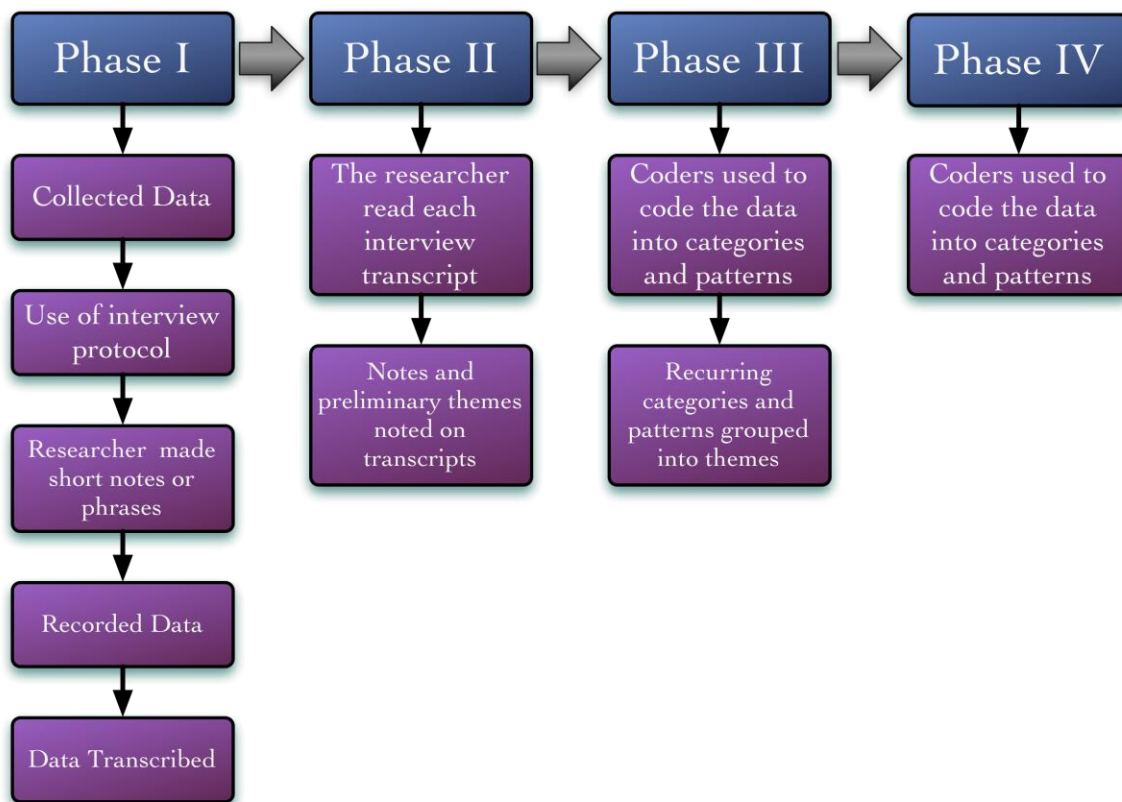 Phase I
Phase II
Phase III
Phase IV
Collected Data
Use of interview
protocol
Researcher made
short notes or
phrases
Recorded Data
Data Transcribed
The researcher
read each
interview
transcript
Notes and
preliminary themes
noted on
transcripts
Coders used to
code the data
into categories
and patterns
Recurring
categories and
patterns grouped
into themes
Coders used to
code the data
into categories
and patterns